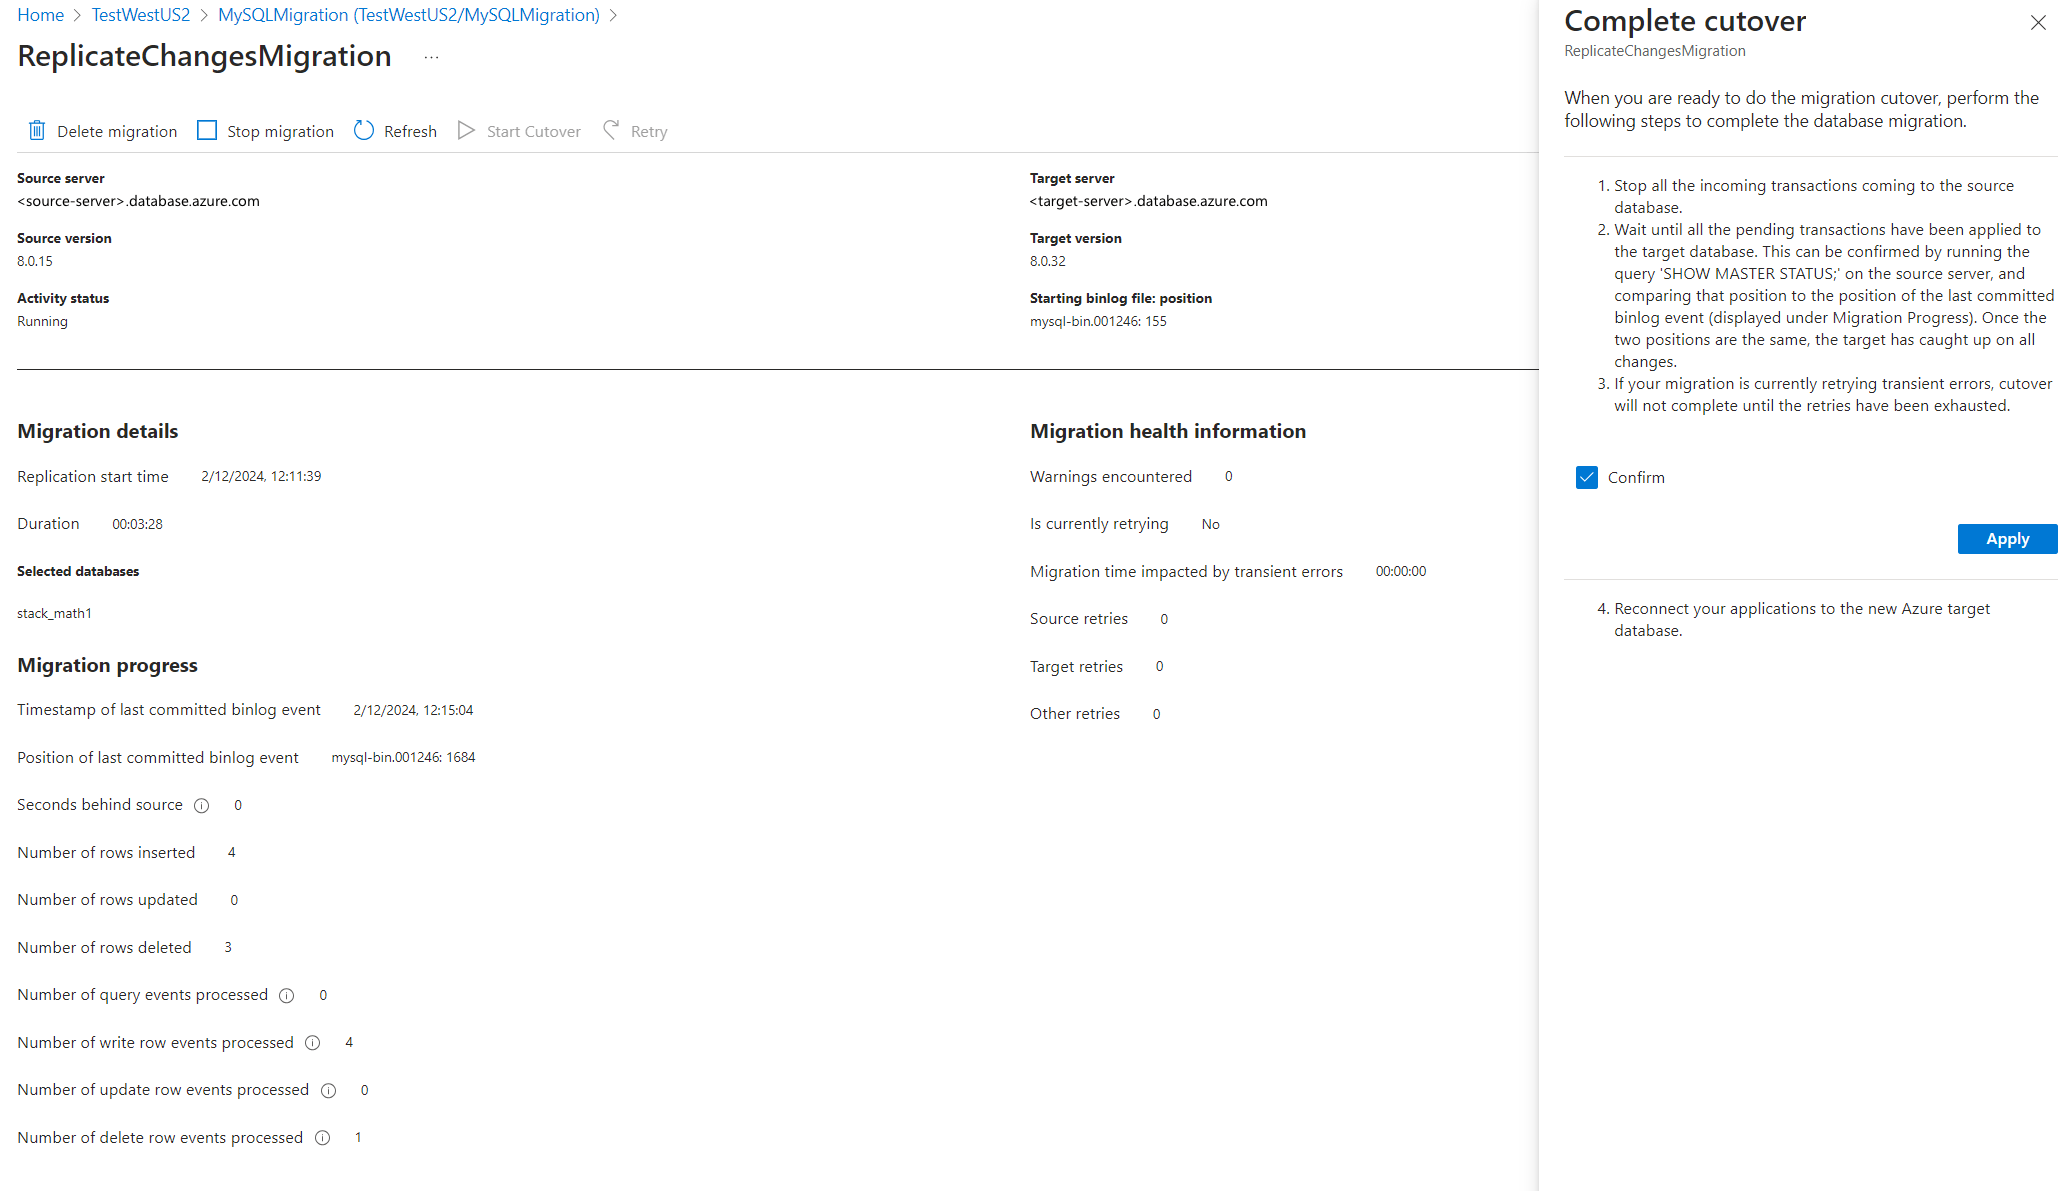 Home > TestWestUS2 > MySQLMigration (TestWestUS2/MySQLMigration) >
ReplicateChangesMigration ...
Delete migration Stop migration Refresh Start Cutover Retry
Source server
<source-server>.database.azure.com
Source version
8.0.15
Activity status
Running
Target server
<target-server>.database.azure.com
Target version
8.0.32
Starting binlog file: position
mysql-bin.001246: 155
Migration details
Replication start time 2/12/2024, 12:11:39
Duration 00:03:28
Selected databases
stack_math1
Migration progress
Timestamp of last committed binlog event 2/12/2024, 12:15:04
Position of last committed binlog event mysql-bin.001246: 1684
Seconds behind source 0
Number of rows inserted 4
Number of rows updated 0
Number of rows deleted 3
Number of query events processed 0
Number of write row events processed 4
Number of update row events processed 0
Number of delete row events processed 1
Migration health information
Warnings encountered 0
Is currently retrying No
Migration time impacted by transient errors 00:00:00
Source retries 0
Target retries 0
Other retries 0
Complete cutover
ReplicateChangesMigration
When you are ready to do the migration cutover, perform the
following steps to complete the database migration.
1. Stop all the incoming transactions coming to the source
database.
2. Wait until all the pending transactions have been applied to
the target database. This can be confirmed by running the
query 'SHOW MASTER STATUS;' on the source server, and
comparing that position to the position of the last committed
binlog event (displayed under Migration Progress). Once the
two positions are the same, the target has caught up on all
changes.
3. If your migration is currently retrying transient errors, cutover
will not complete until the retries have been exhausted.
Confirm
Apply
4. Reconnect your applications to the new Azure target
database.